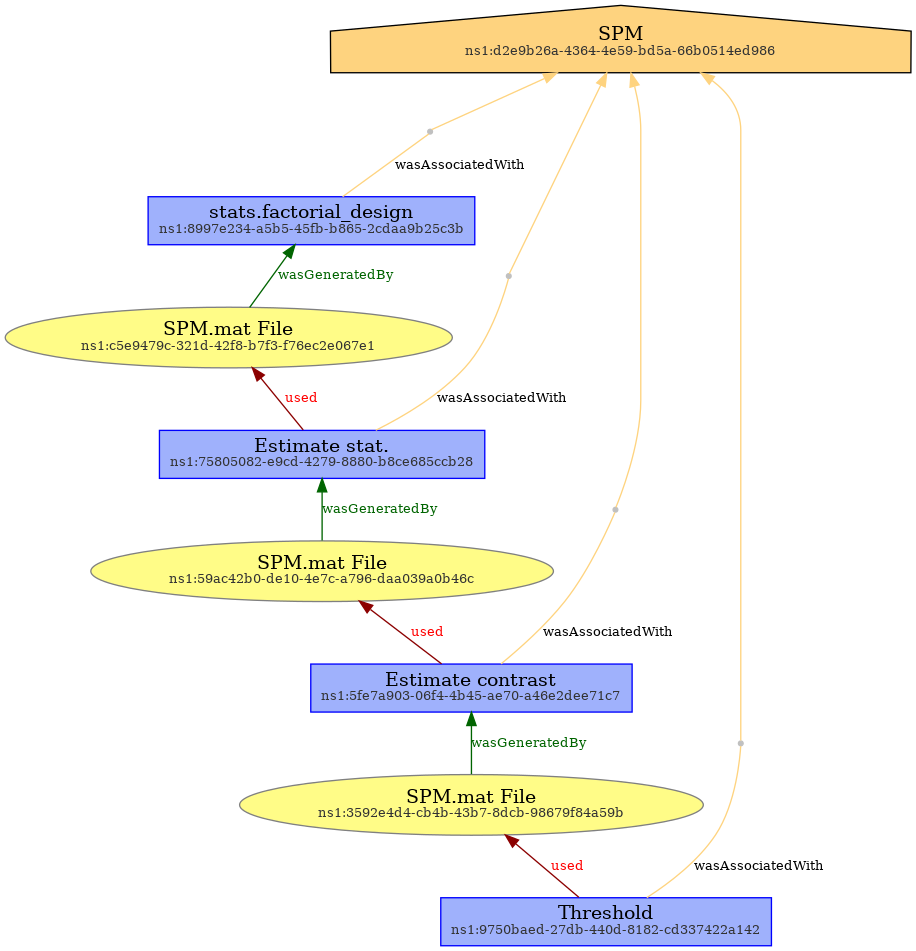 SPM
ns1:d2e9b26a-4364-4e59-bd5a-66b0514ed986
wasAssociatedWith
stats.factorial_design
ns1:8997e234-a5b5-45fb-b865-2cdaa9b25c3b
wasGeneratedBy
SPM.mat File
ns1:c5e9479c-321d-42f8-b7f3-f76ec2e067e1
used
wasAssociatedWith
Estimate stat.
ns1:75805082-e9cd-4279-8880-b8ce685ccb28
wasGeneratedBy
SPM.mat File
ns1:59ac42b0-de10-4e7c-a796-daa039a0b46c
used
wasAssociatedWith
Estimate contrast
ns1:5fe7a903-06f4-4b45-ae70-a46e2dee71c7
wasGeneratedBy
SPM.mat File
ns1:3592e4d4-cb4b-43b7-8dcb-98679f84a59b
used
wasAssociatedWith
Threshold
ns1:9750baed-27db-440d-8182-cd337422a142